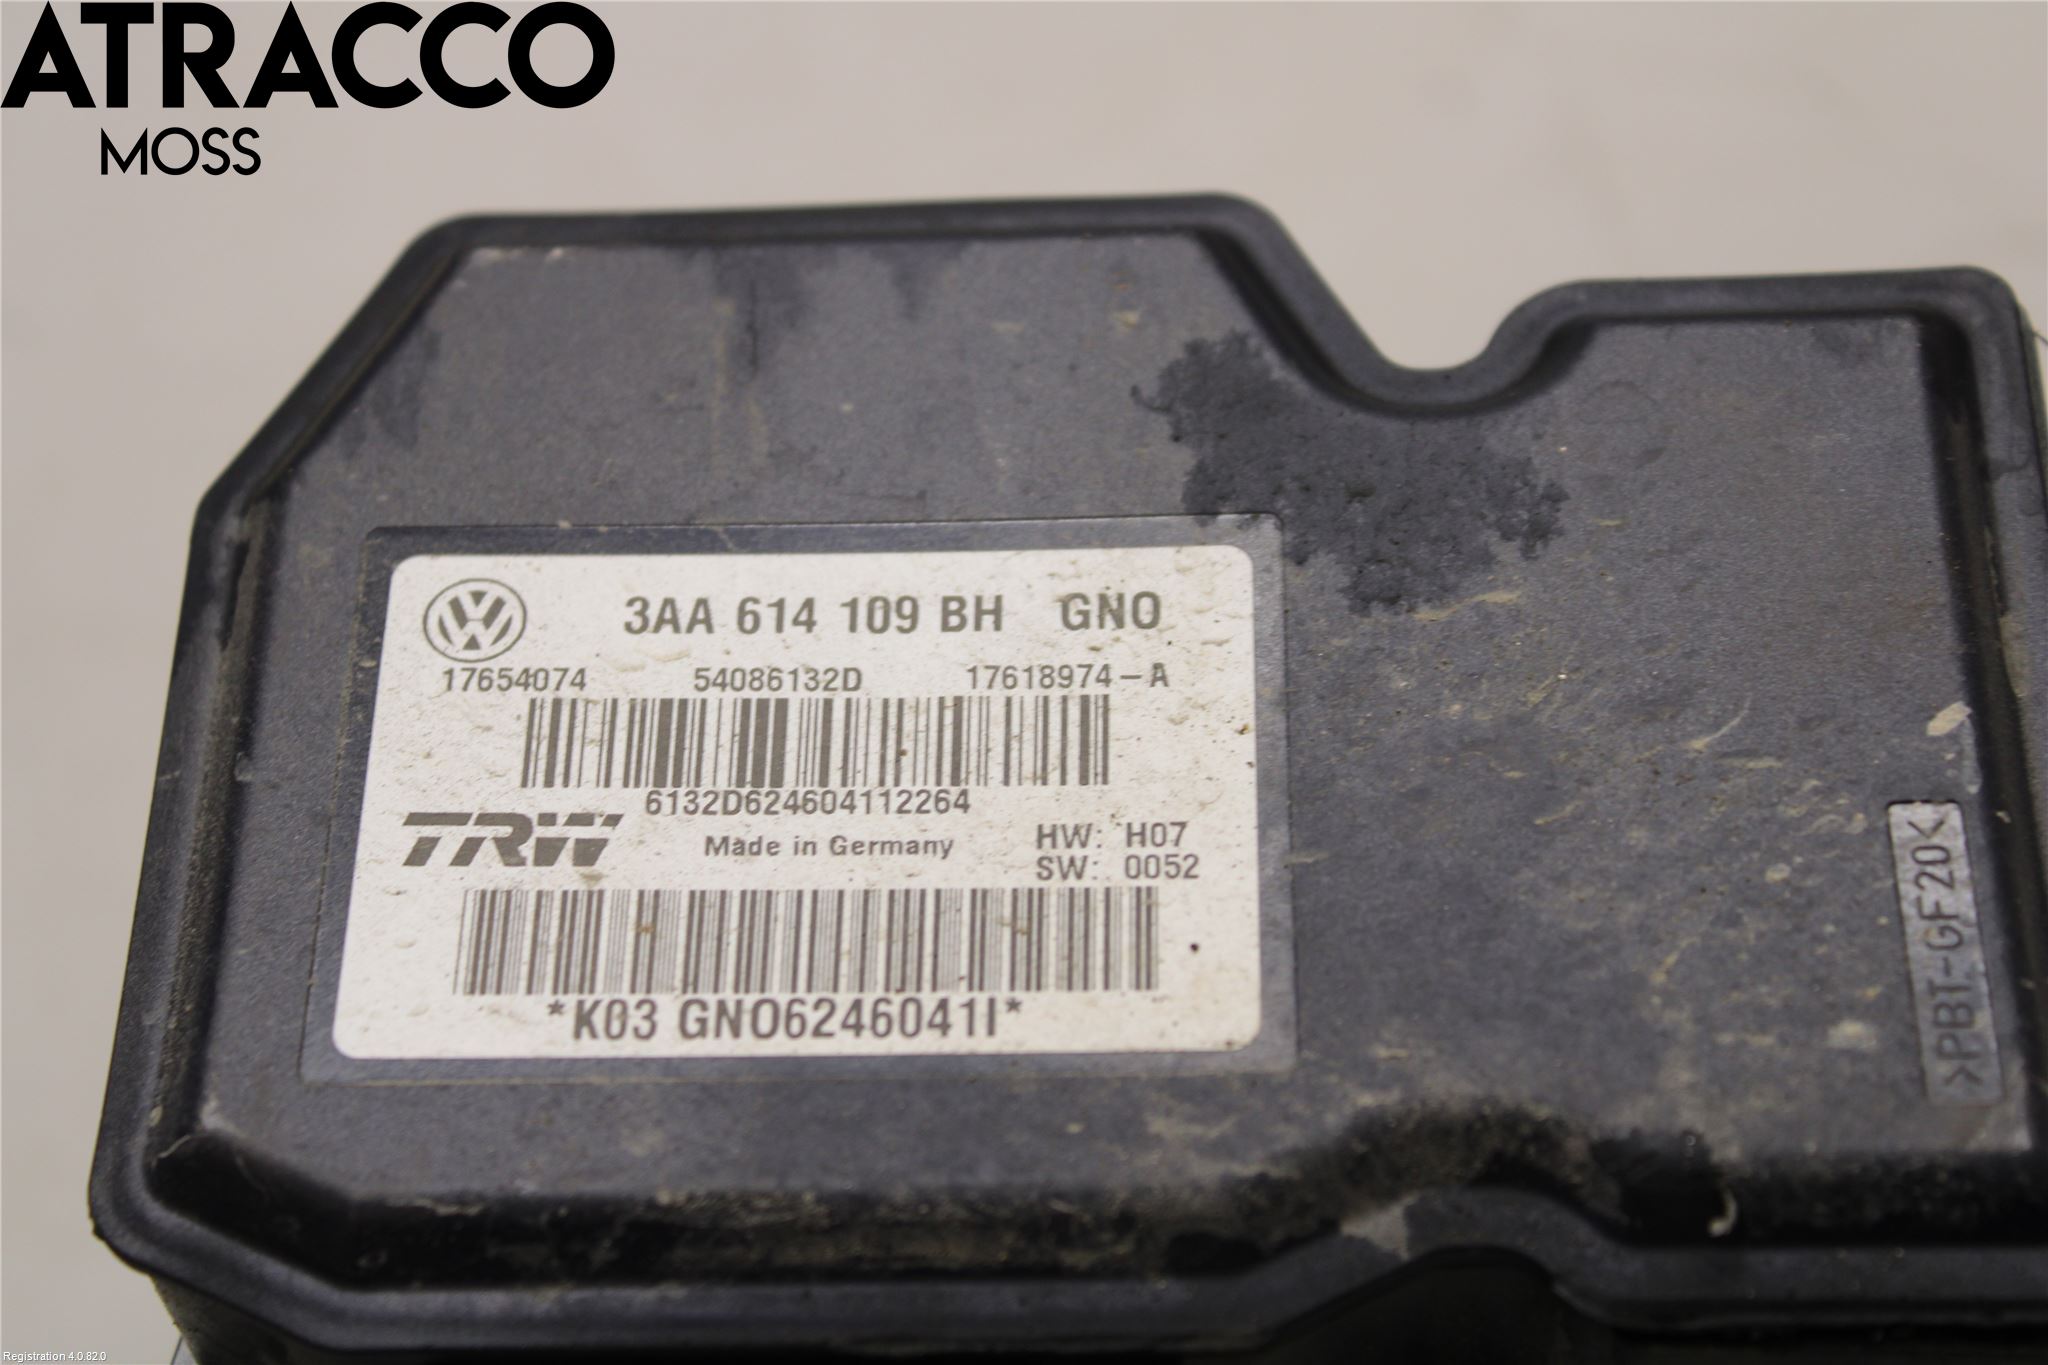 ATRACCO
MOSS
3AA 614 109 BH GNO
17654074 54086132D 17618974-A
6132D624604112264
TRW Made in Germany HW: H07
SW: 0052
*K03 GNO6246041I*
>PBT-GF20<
Registration 4.0.82.0